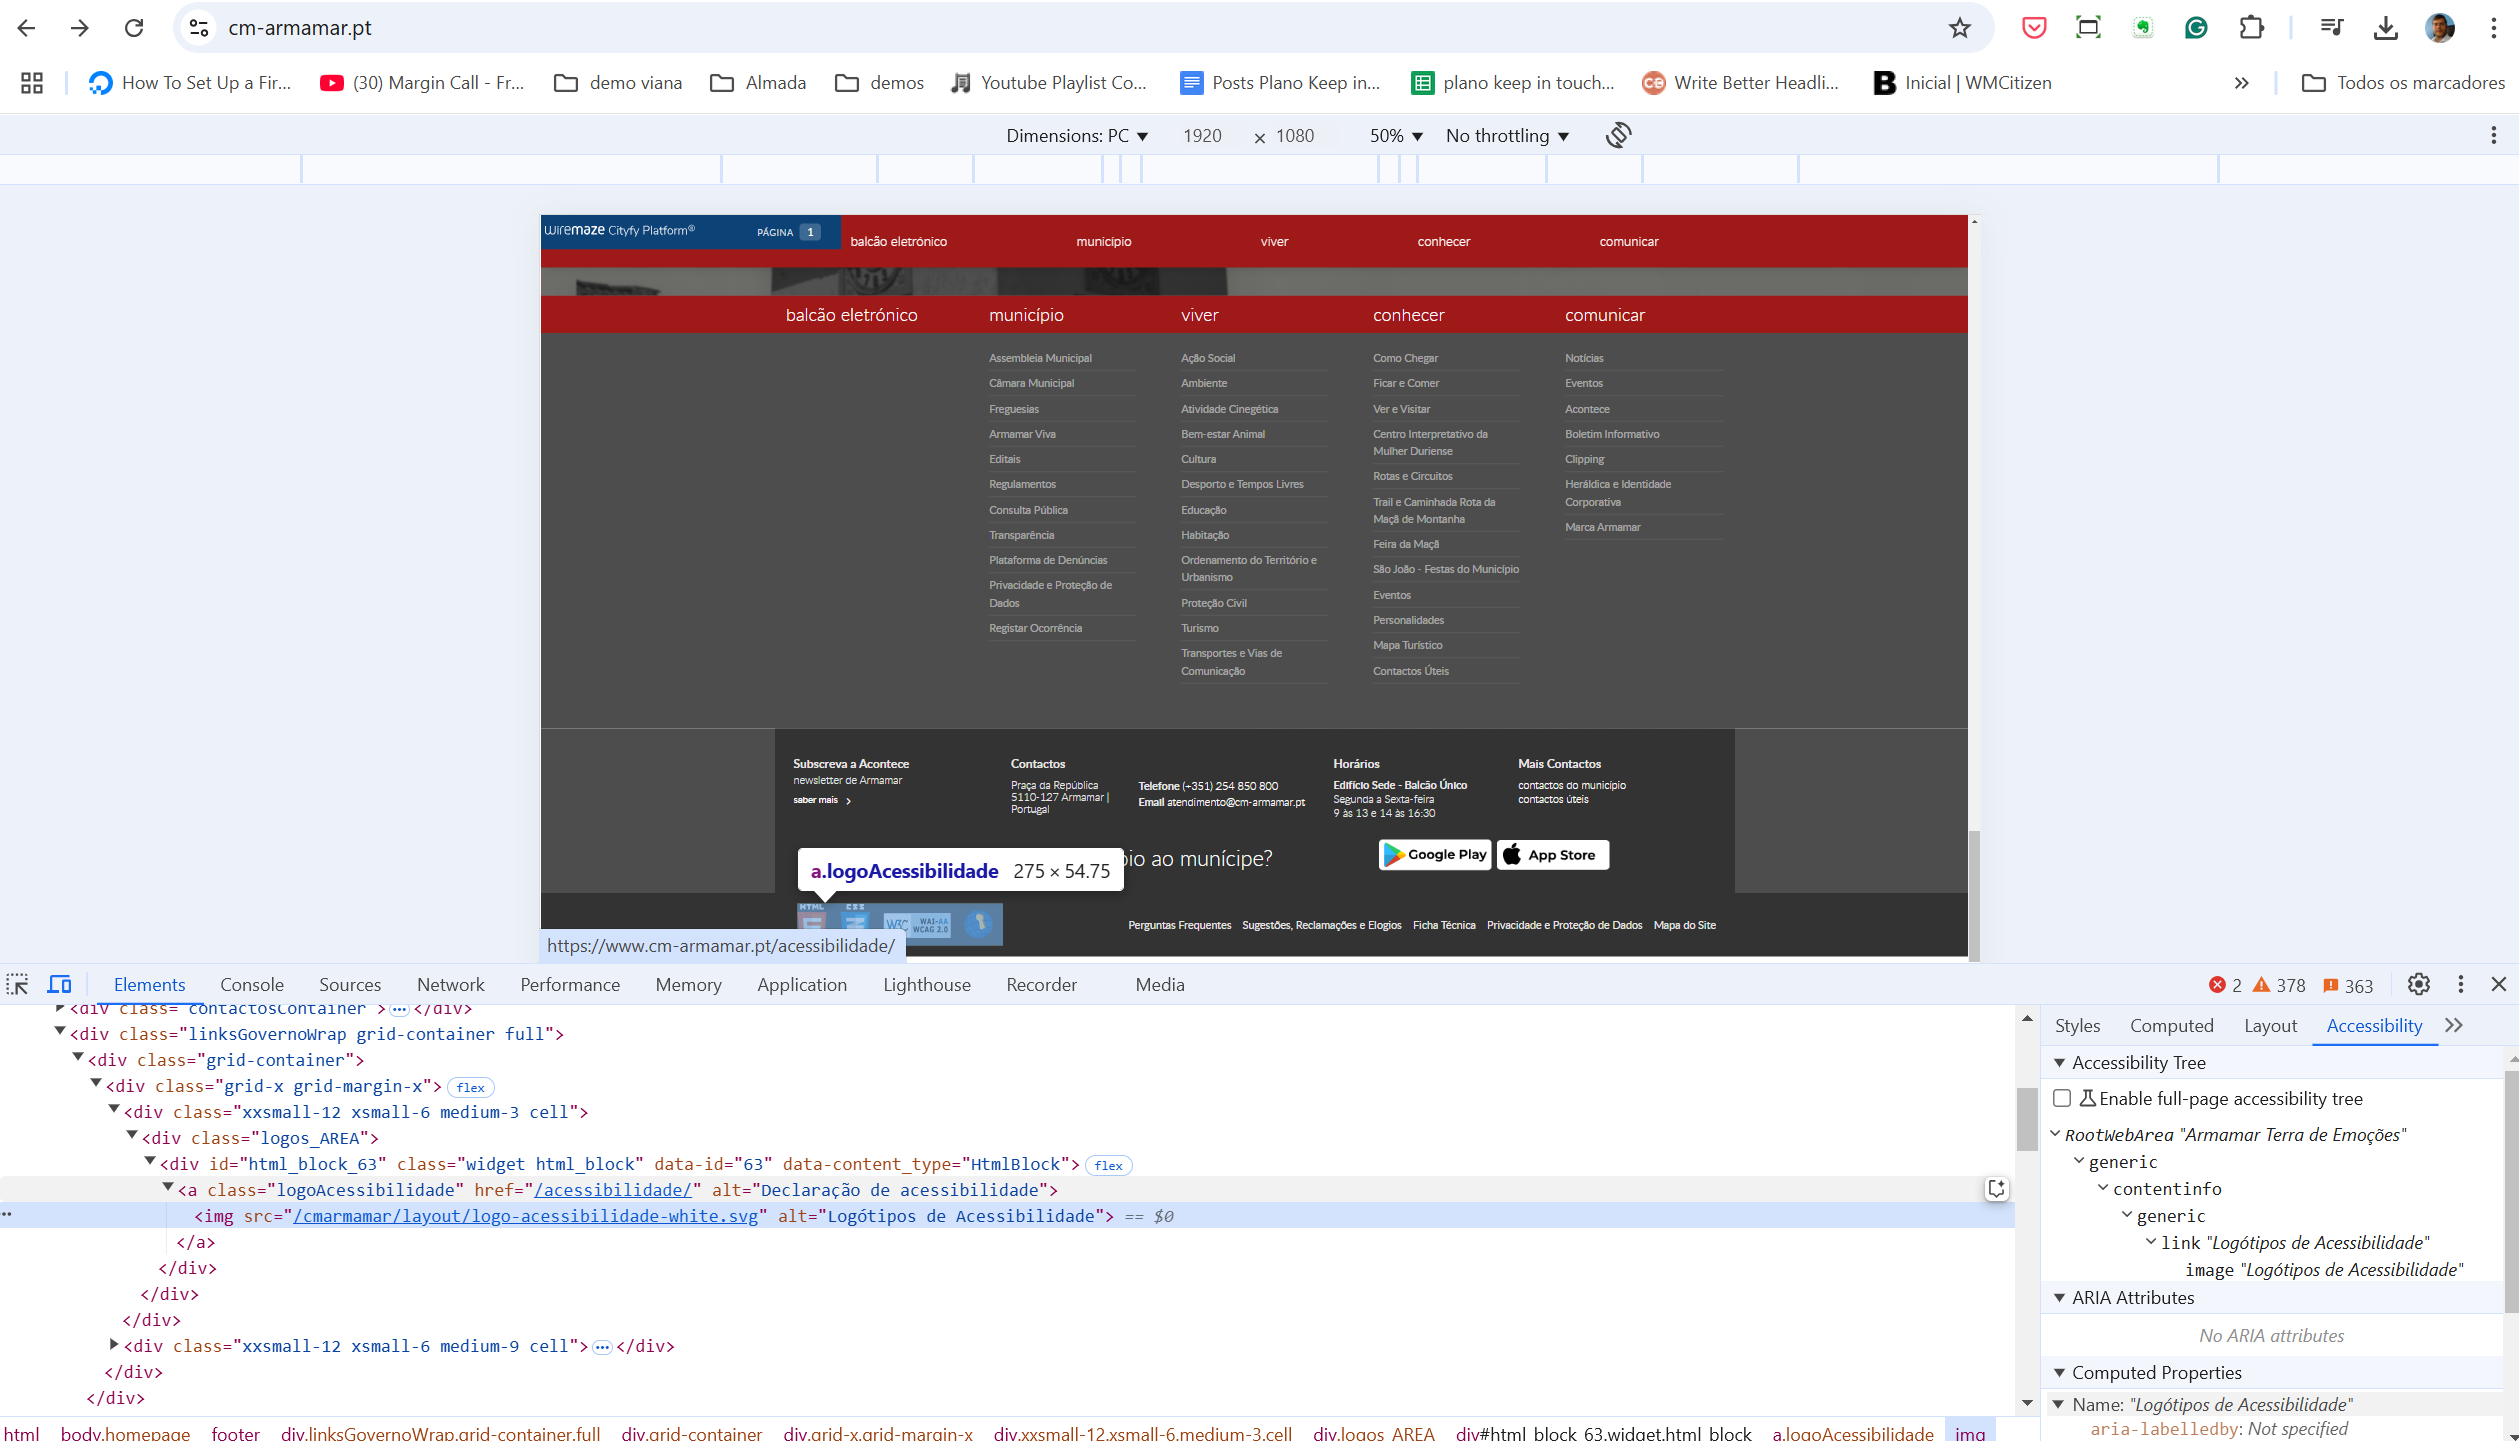 cm-armamar.pt
How To Set Up a Fir...
(30) Margin Call - Fr...
demo viana
Almada
demos
Youtube Playlist Co...
Posts Plano Keep in...
plano keep in touch...
Write Better Headli...
Inicial | WMCitizen
Todos os marcadores
Dimensions: PC 1920 × 1080 50% No throttling
wiremaze Cityfy Platform® PÁGINA 1
balcão eletrónico município viver conhecer comunicar
balcão eletrónico
município
Assembleia Municipal
Câmara Municipal
Freguesias
Armamar Viva
Editais
Regulamentos
Consulta Pública
Transparência
Plataforma de Denúncias
Privacidade e Proteção de
Dados
Registar Ocorrência
viver
Ação Social
Ambiente
Atividade Cinegética
Bem-estar Animal
Cultura
Desporto e Tempos Livres
Educação
Habitação
Ordenamento do Território e
Urbanismo
Proteção Civil
Turismo
Transportes e Vias de
Comunicação
conhecer
Como Chegar
Ficar e Comer
Ver e Visitar
Centro Interpretativo da
Mulher Duriense
Rotas e Circuitos
Trail e Caminhada Rota da
Maçã de Montanha
Feira da Maçã
São João - Festas do Município
Eventos
Personalidades
Mapa Turístico
Contactos Úteis
comunicar
Notícias
Eventos
Acontece
Boletim Informativo
Clipping
Heráldica e Identidade
Corporativa
Marca Armamar
Subscreva a Acontece
newsletter de Armamar
saber mais
Contactos
Praça da República
5110-127 Armamar |
Portugal
Telefone (+351) 254 850 800
Email atendimento@cm-armamar.pt
Horários
Edifício Sede - Balcão Único
Segunda a Sexta-feira
9 às 13 e 14 às 16:30
Mais Contactos
contactos do município
contactos úteis
a.logoAcessibilidade 275 × 54.75
io ao munícipe?
Google Play
App Store
HTML CSS
W3C WAI-AA
WCAG 2.0
Perguntas Frequentes Sugestões, Reclamações e Elogios Ficha Técnica Privacidade e Proteção de Dados Mapa do Site
https://www.cm-armamar.pt/acessibilidade/
Elements Console Sources Network Performance Memory Application Lighthouse Recorder Media
2 378 363
<div class="contactosContainer">…</div>
<div class="linksGovernoWrap grid-container full">
<div class="grid-container">
<div class="grid-x grid-margin-x"> flex
<div class="xxsmall-12 xsmall-6 medium-3 cell">
<div class="logos_AREA">
<div id="html_block_63" class="widget html_block" data-id="63" data-content_type="HtmlBlock"> flex
<a class="logoAcessibilidade" href="/acessibilidade/" alt="Declaração de acessibilidade">
… <img src="/cmarmamar/layout/logo-acessibilidade-white.svg" alt="Logótipos de Acessibilidade"> == $0
</a>
</div>
</div>
</div>
<div class="xxsmall-12 xsmall-6 medium-9 cell">…</div>
</div>
</div>
html body.homepage footer div.linksGovernoWrap.grid-container.full div.grid-container div.grid-x.grid-margin-x div.xxsmall-12.xsmall-6.medium-3.cell div.logos_AREA div#html_block_63.widget.html_block a.logoAcessibilidade img
Styles Computed Layout Accessibility
Accessibility Tree
Enable full-page accessibility tree
RootWebArea "Armamar Terra de Emoções"
generic
contentinfo
generic
link "Logótipos de Acessibilidade"
image "Logótipos de Acessibilidade"
ARIA Attributes
No ARIA attributes
Computed Properties
Name: "Logótipos de Acessibilidade"
aria-labelledby: Not specified